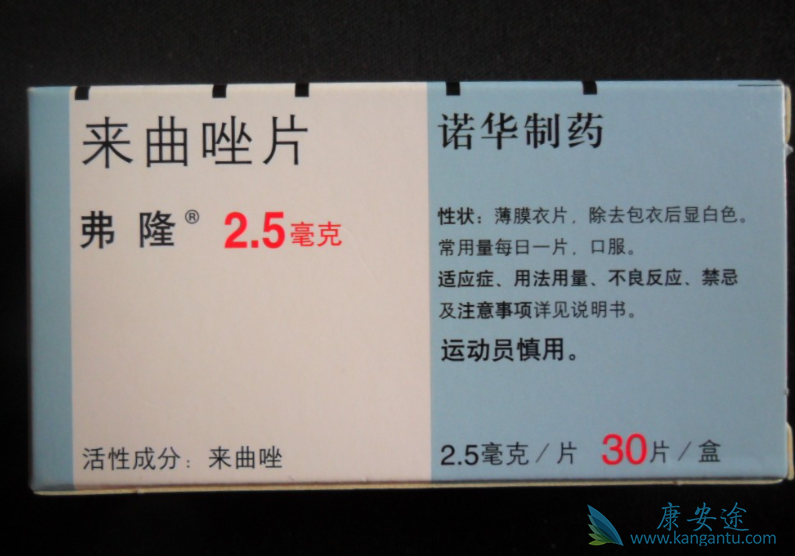 来曲唑片
弗隆® 2.5毫克
活性成分：来曲唑
诺华制药
性状：薄膜衣片，除去包衣后显白色。
常用量每日一片，口服。
适应症、用法用量、不良反应、禁忌
及注意事项详见说明书。
运动员慎用。
2.5毫克/片 30片/盒
康安途
www.kangantu.com